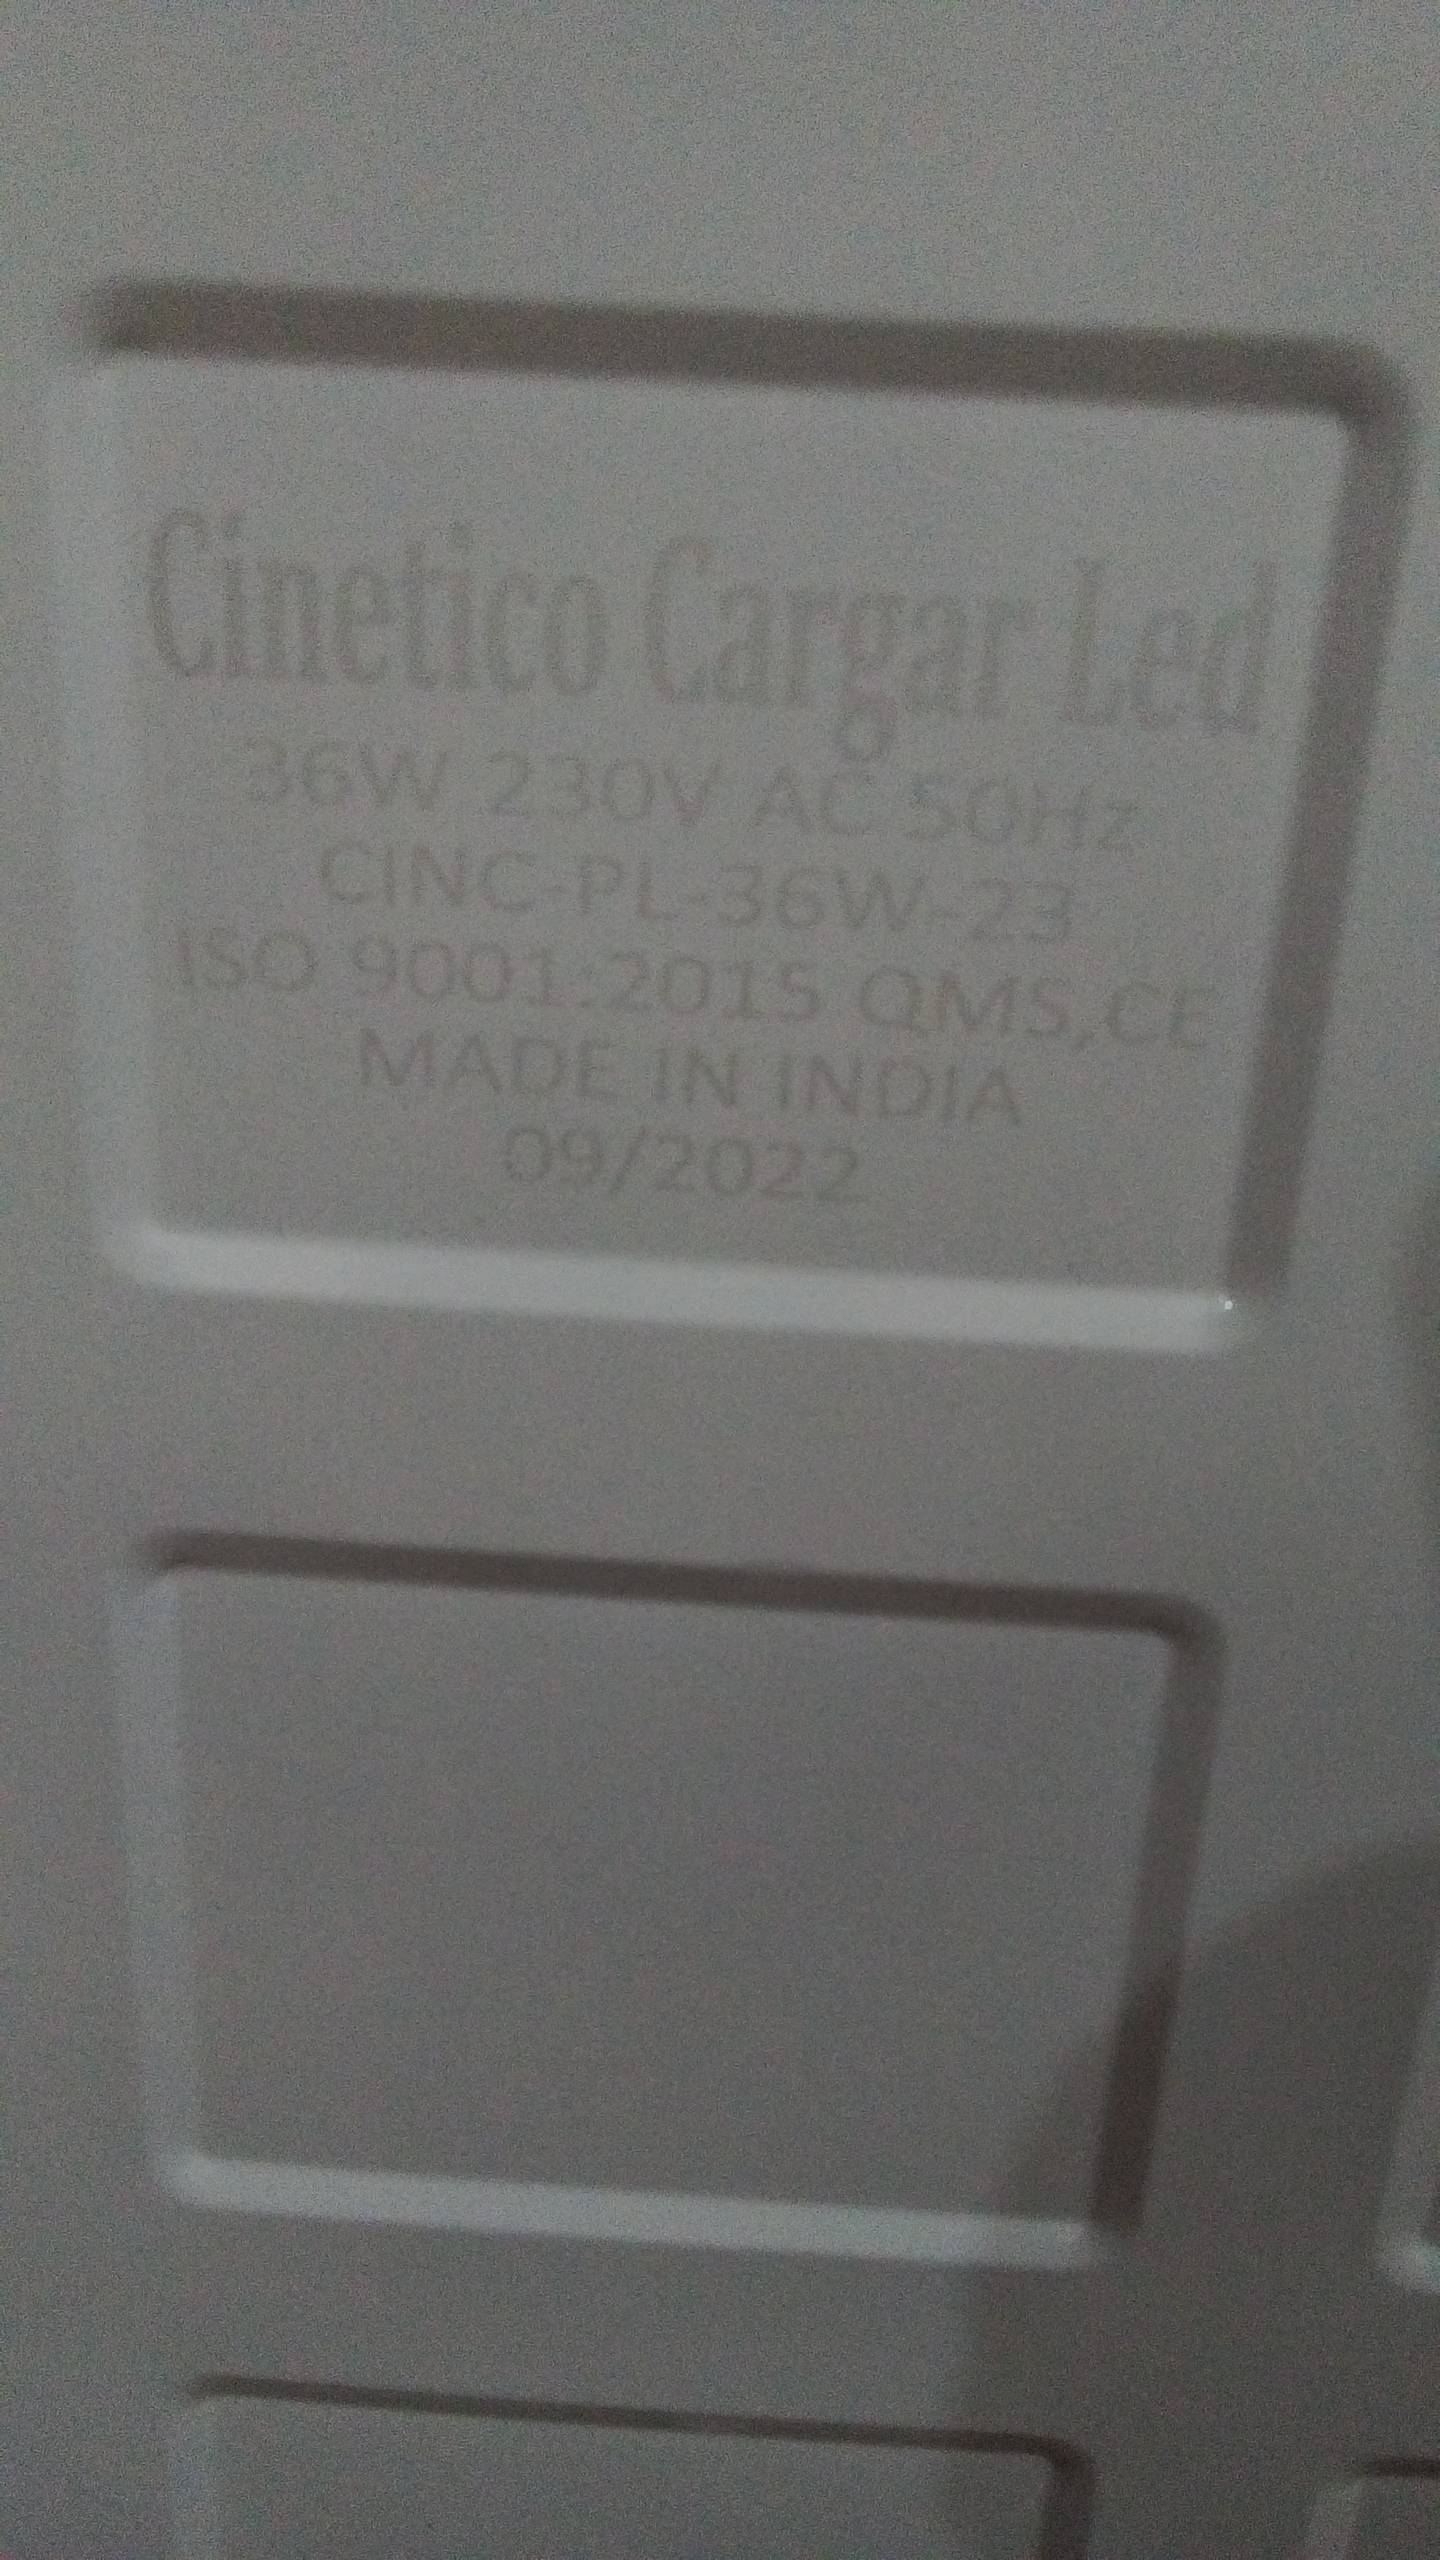 Cinetico Cargar Led
36W 230V AC 50Hz
CINC-PL-36W-23
ISO 9001:2015 QMS,CE
MADE IN INDIA
09/2022